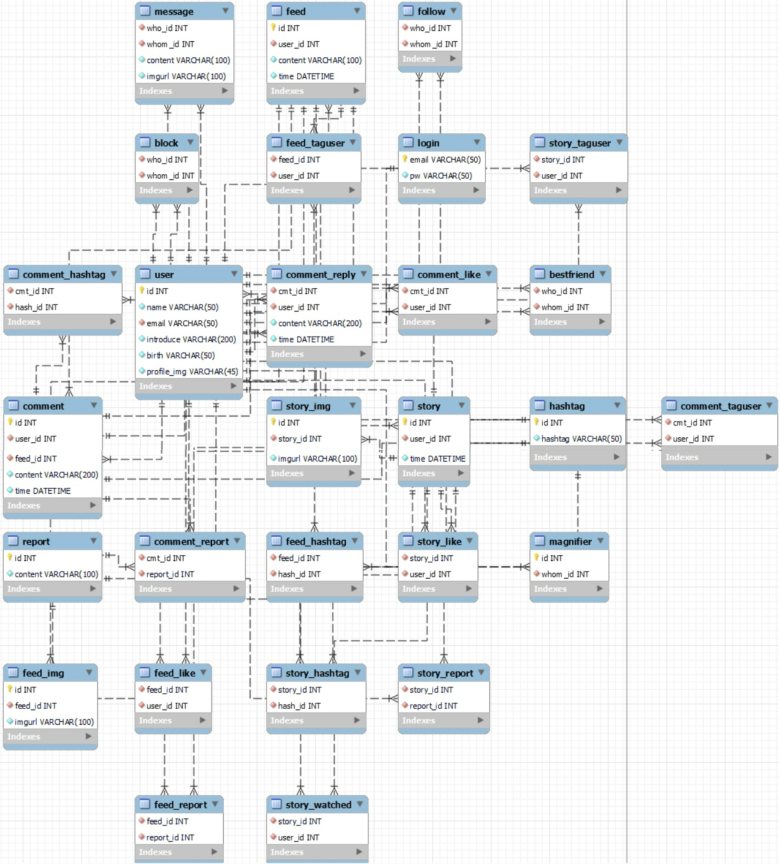 message
who_id INT
whom_id INT
content VARCHAR(100)
imgurl VARCHAR(100)
Indexes
feed
id INT
user_id INT
content VARCHAR(100)
time DATETIME
Indexes
follow
who_id INT
whom_id INT
Indexes
block
who_id INT
whom_id INT
Indexes
feed_taguser
feed_id INT
user_id INT
Indexes
login
email VARCHAR(50)
pw VARCHAR(50)
Indexes
story_taguser
story_id INT
user_id INT
Indexes
comment_hashtag
cmt_id INT
hash_id INT
Indexes
user
id INT
name VARCHAR(50)
email VARCHAR(50)
introduce VARCHAR(200)
birth VARCHAR(50)
profile_img VARCHAR(45)
Indexes
comment_reply
cmt_id INT
user_id INT
content VARCHAR(200)
time DATETIME
Indexes
comment_like
cmt_id INT
user_id INT
Indexes
bestfriend
who_id INT
whom_id INT
Indexes
comment
id INT
user_id INT
feed_id INT
content VARCHAR(200)
time DATETIME
Indexes
story_img
id INT
story_id INT
imgurl VARCHAR(100)
Indexes
story
id INT
user_id INT
time DATETIME
Indexes
hashtag
id INT
hashtag VARCHAR(50)
Indexes
comment_taguser
cmt_id INT
user_id INT
Indexes
report
id INT
content VARCHAR(100)
Indexes
comment_report
cmt_id INT
report_id INT
Indexes
feed_hashtag
feed_id INT
hash_id INT
Indexes
story_like
story_id INT
user_id INT
Indexes
magnifier
id INT
whom_id INT
Indexes
feed_img
id INT
feed_id INT
imgurl VARCHAR(100)
Indexes
feed_like
feed_id INT
user_id INT
Indexes
story_hashtag
story_id INT
hash_id INT
Indexes
story_report
story_id INT
report_id INT
Indexes
feed_report
feed_id INT
report_id INT
Indexes
story_watched
story_id INT
user_id INT
Indexes